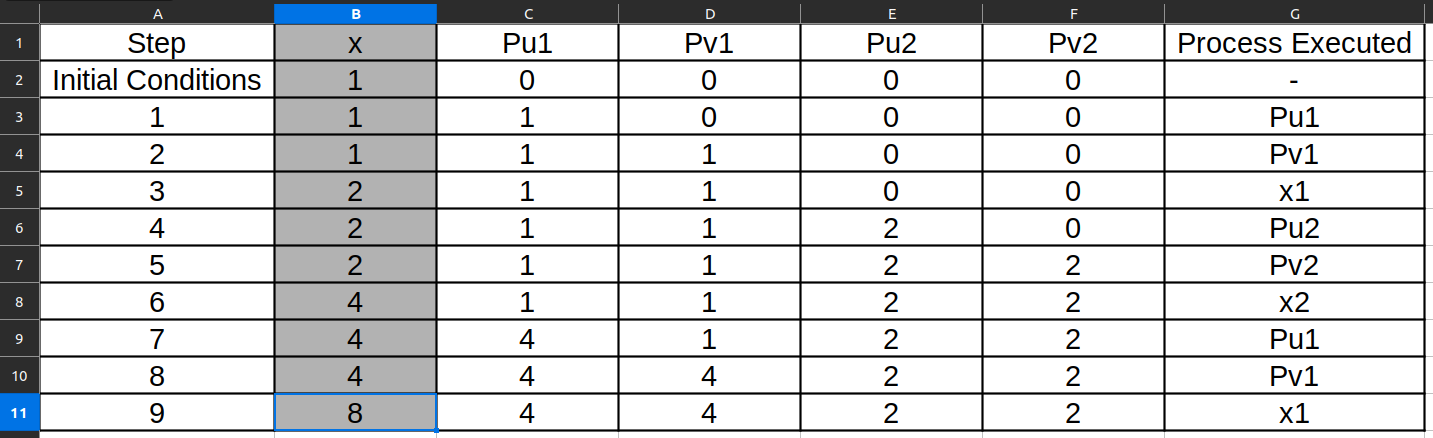 A B C D E F G
1 Step x Pu1 Pv1 Pu2 Pv2 Process Executed
2 Initial Conditions 1 0 0 0 0 -
3 1 1 1 0 0 0 Pu1
4 2 1 1 1 0 0 Pv1
5 3 2 1 1 0 0 x1
6 4 2 1 1 2 0 Pu2
7 5 2 1 1 2 2 Pv2
8 6 4 1 1 2 2 x2
9 7 4 4 1 2 2 Pu1
10 8 4 4 4 2 2 Pv1
11 9 8 4 4 2 2 x1